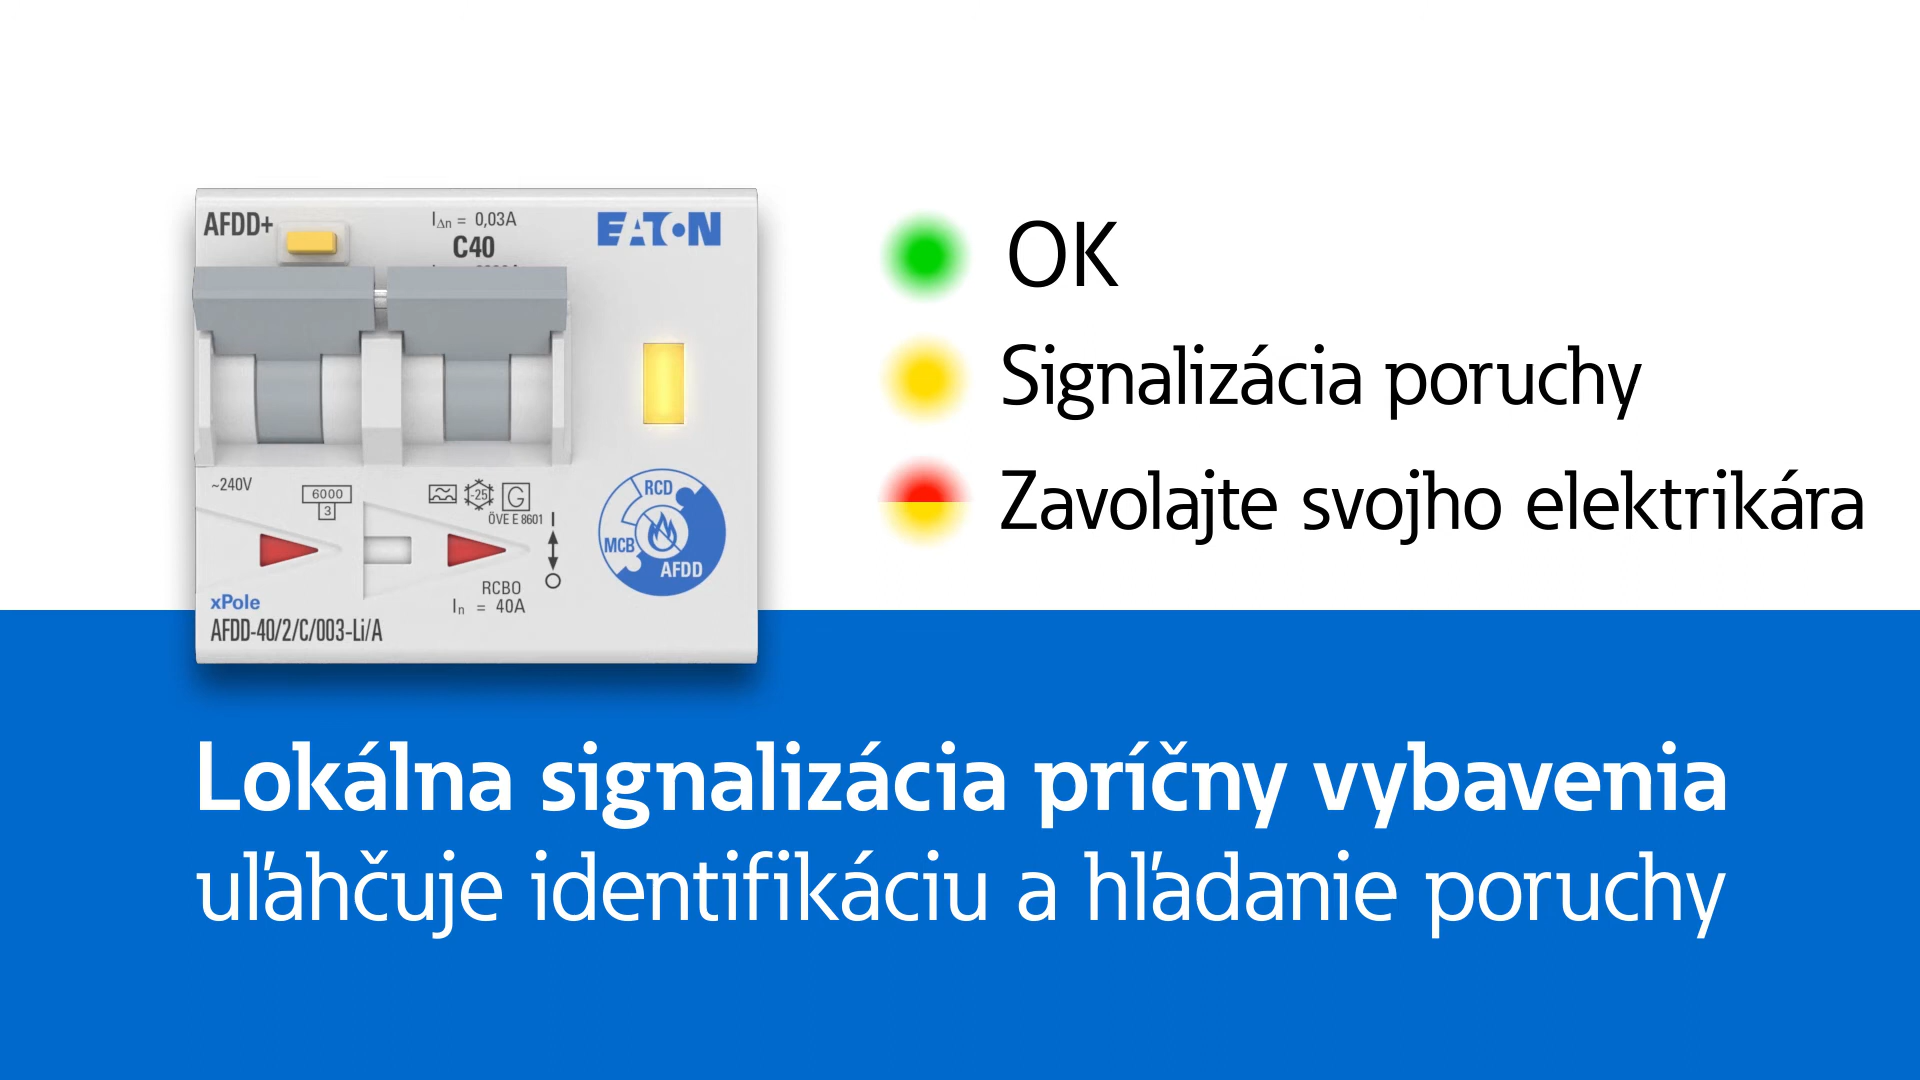 AFDD+
I∆n = 0,03A
C40
EATON
~240V
6000
3
-25
G
ÖVE E 8601
RCD
MCB
AFDD
RCBO
In = 40A
xPole
AFDD-40/2/C/003-Li/A
OK
Signalizácia poruchy
Zavolajte svojho elektrikára
Lokálna signalizácia príčny vybavenia
uľahčuje identifikáciu a hľadanie poruchy